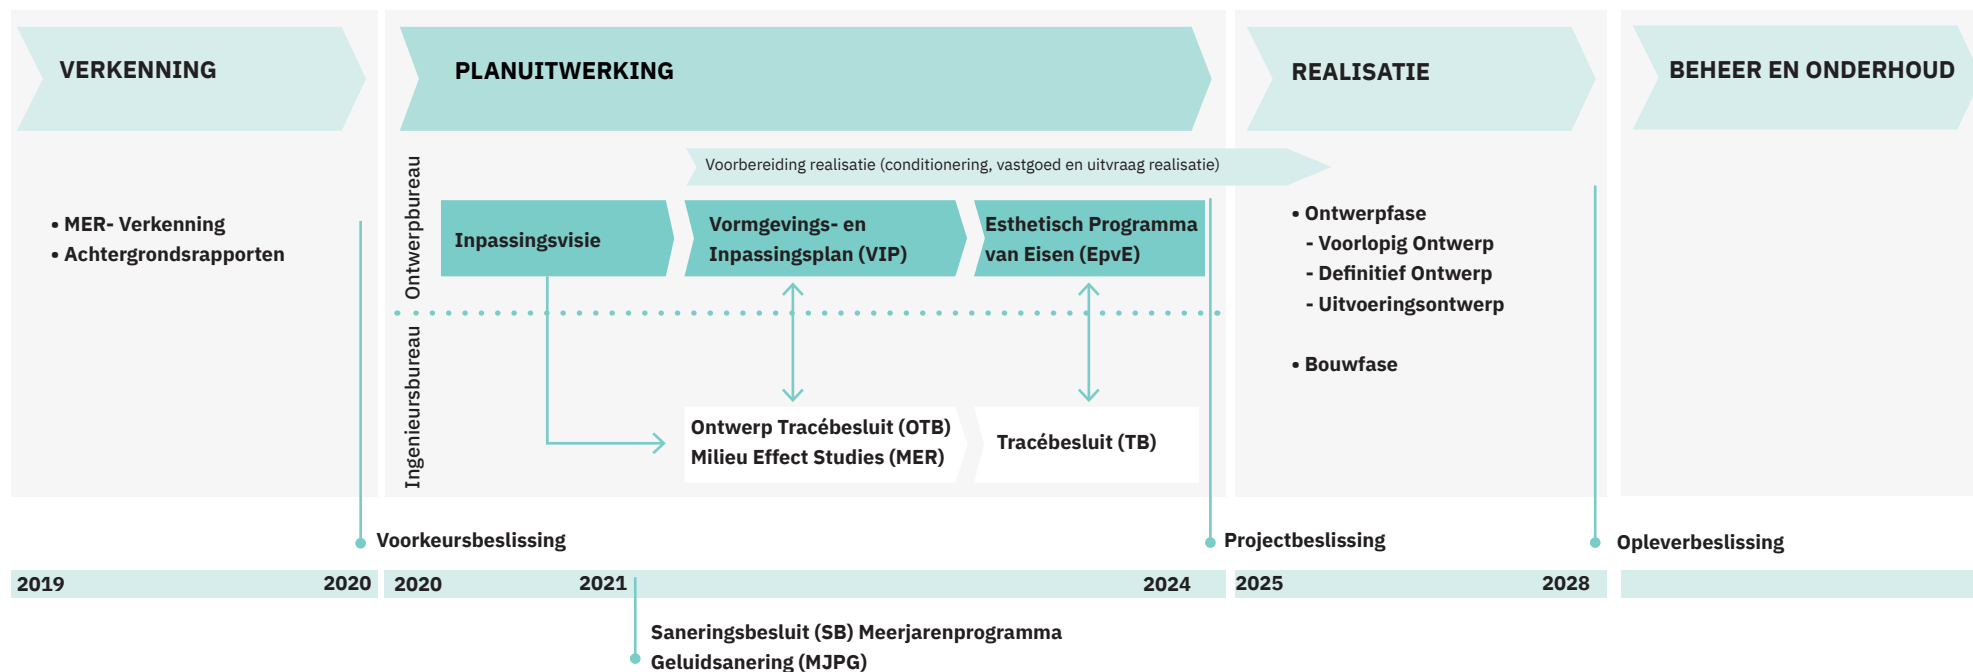 VERKENNING
PLANUITWERKING
REALISATIE
BEHEER EN ONDERHOUD
Voorbereiding realisatie (conditionering, vastgoed en uitvraag realisatie)
• MER- Verkenning
• Achtergrondsrapporten
Ontwerpbureau
Inpassingsvisie
Vormgevings- en
Inpassingsplan (VIP)
Esthetisch Programma
van Eisen (EpvE)
Ingenieursbureau
Ontwerp Tracébesluit (OTB)
Milieu Effect Studies (MER)
Tracébesluit (TB)
• Ontwerpfase
- Voorlopig Ontwerp
- Definitief Ontwerp
- Uitvoeringsontwerp
• Bouwfase
Voorkeursbeslissing
Projectbeslissing
Opleverbeslissing
2019
2020
2020
2021
2024
2025
2028
Saneringsbesluit (SB) Meerjarenprogramma
Geluidsanering (MJPG)